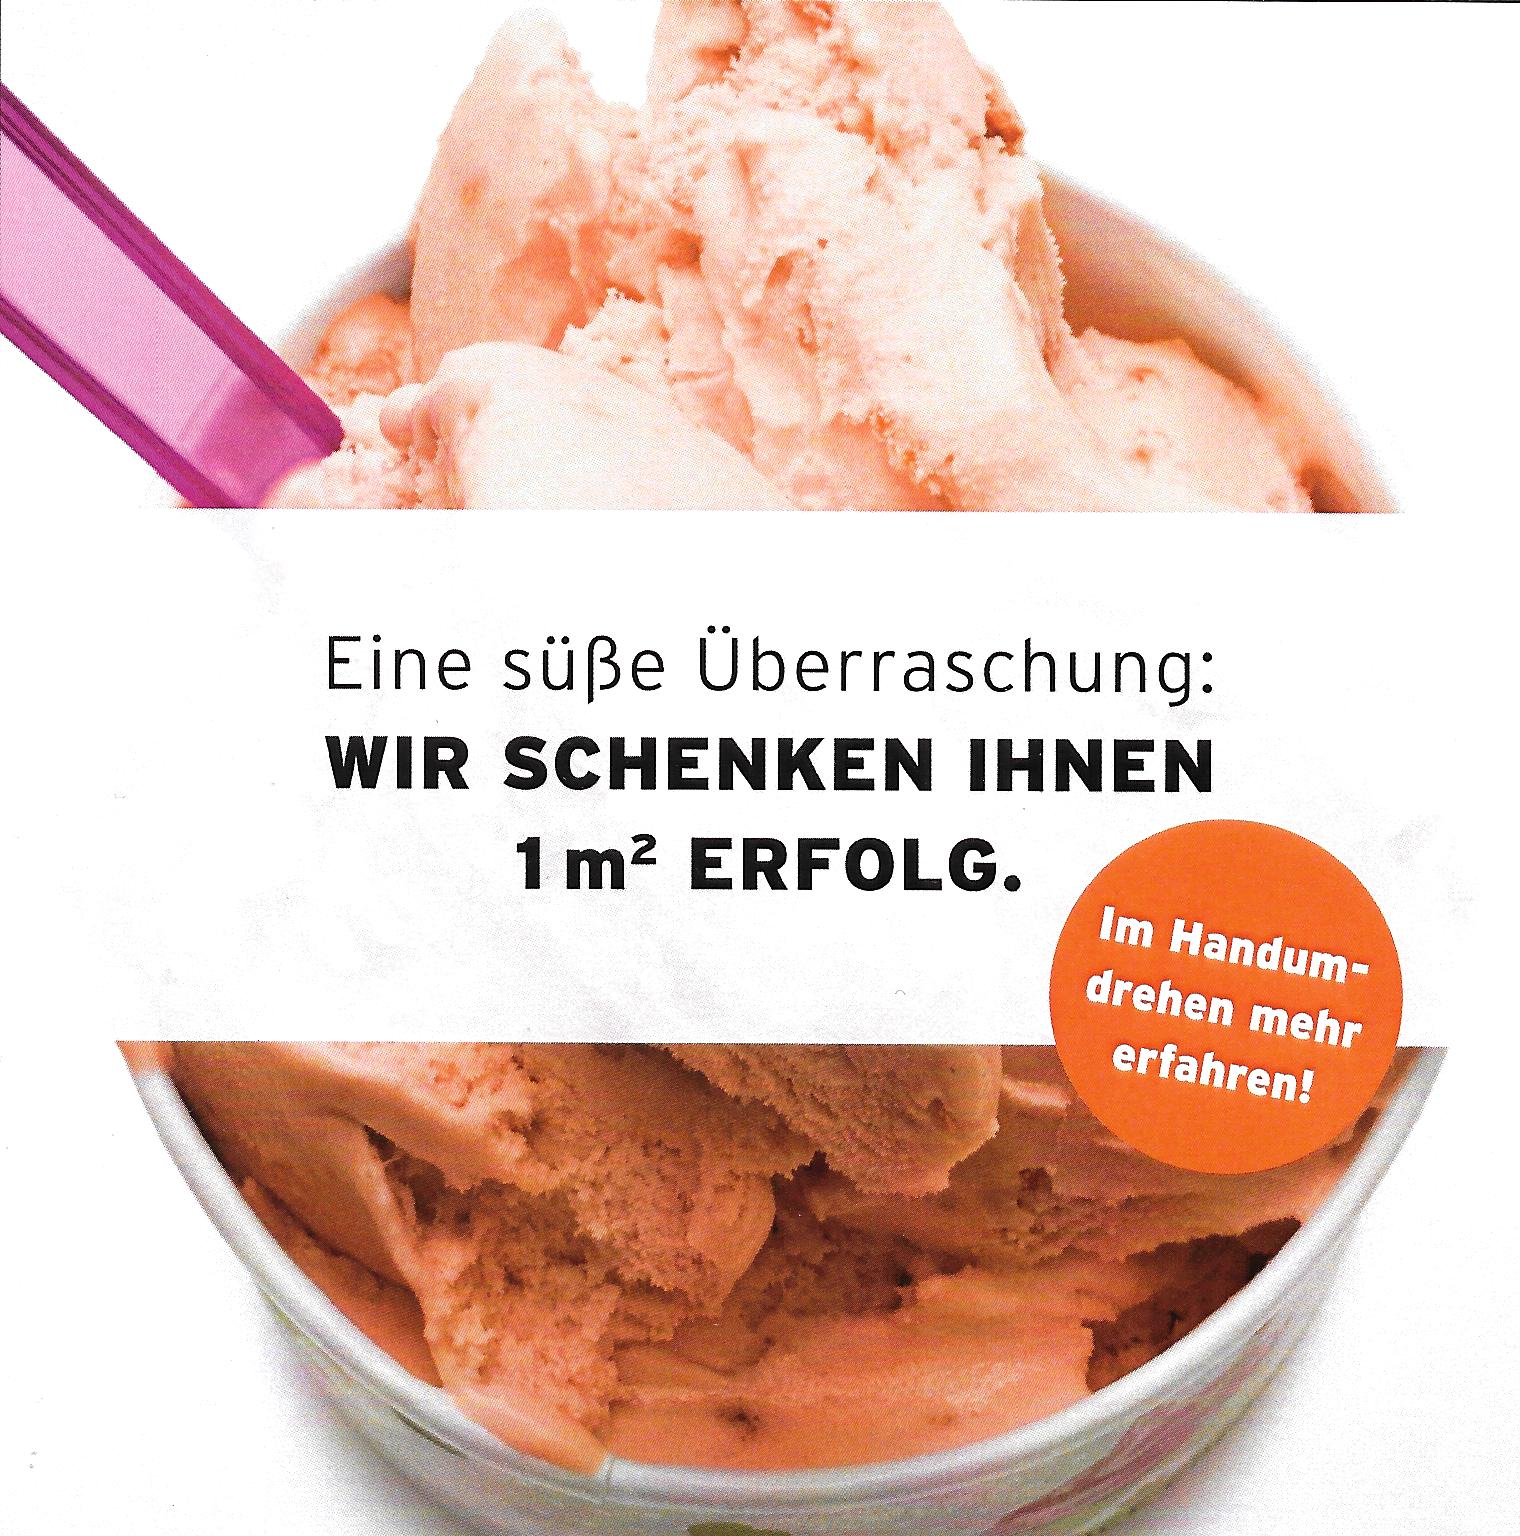 Eine süße Überraschung:
WIR SCHENKEN IHNEN
1 m² ERFOLG.
Im Handum-
drehen mehr
erfahren!